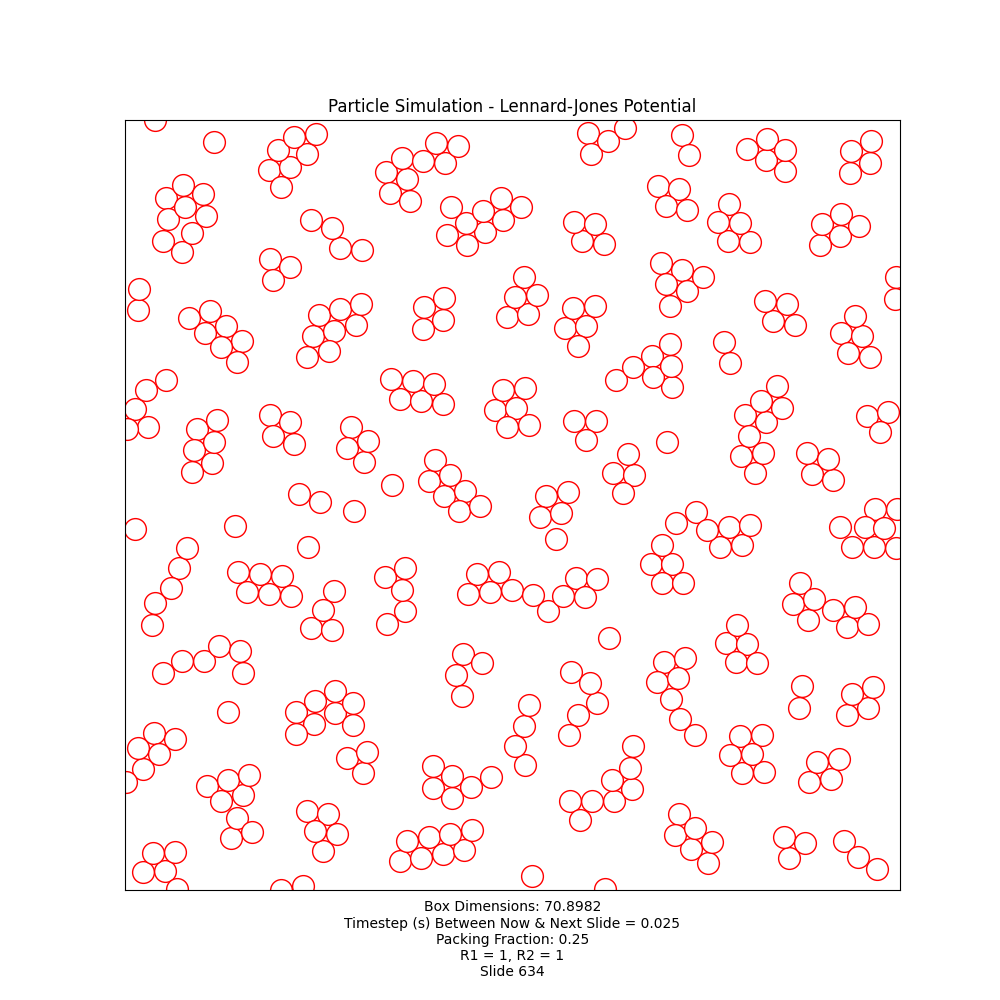 Particle Simulation - Lennard-Jones Potential
Box Dimensions: 70.8982
Timestep (s) Between Now & Next Slide = 0.025
Packing Fraction: 0.25
R1 = 1, R2 = 1
Slide 634